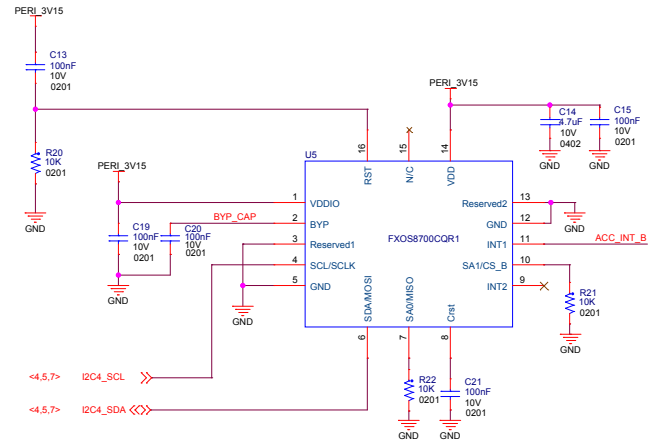 PERI_3V15
C13
100nF
10V
0201
R20
10K
0201
GND
PERI_3V15
C19
100nF
10V
0201
GND
C20
100nF
10V
0201
BYP_CAP
GND
PERI_3V15
C14
4.7uF
10V
0402
GND
C15
100nF
10V
0201
GND
U5
FXOS8700CQR1
16
RST
15
N/C
14
VDD
1
VDDIO
2
BYP
3
Reserved1
4
SCL/SCLK
5
GND
13
Reserved2
12
GND
11
INT1
10
SA1/CS_B
9
INT2
SDA/MOSI
6
SA0/MISO
7
Crst
8
GND
ACC_INT_B
R21
10K
0201
GND
R22
10K
0201
GND
C21
100nF
10V
0201
GND
<4,5,7> I2C4_SCL
<4,5,7> I2C4_SDA